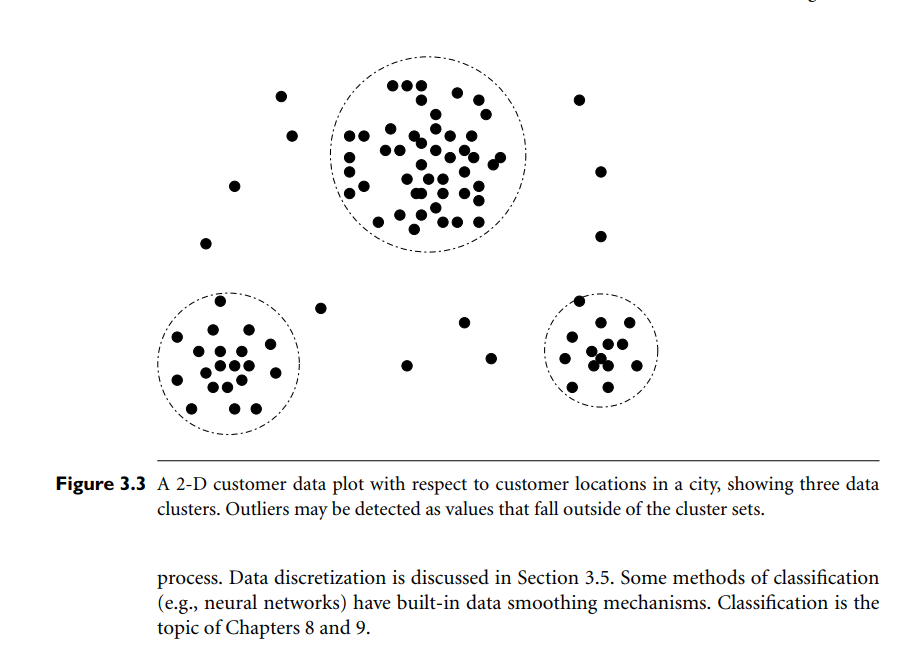 Figure 3.3 A 2-D customer data plot with respect to customer locations in a city, showing three data
clusters. Outliers may be detected as values that fall outside of the cluster sets.
process. Data discretization is discussed in Section 3.5. Some methods of classification
(e.g., neural networks) have built-in data smoothing mechanisms. Classification is the
topic of Chapters 8 and 9.